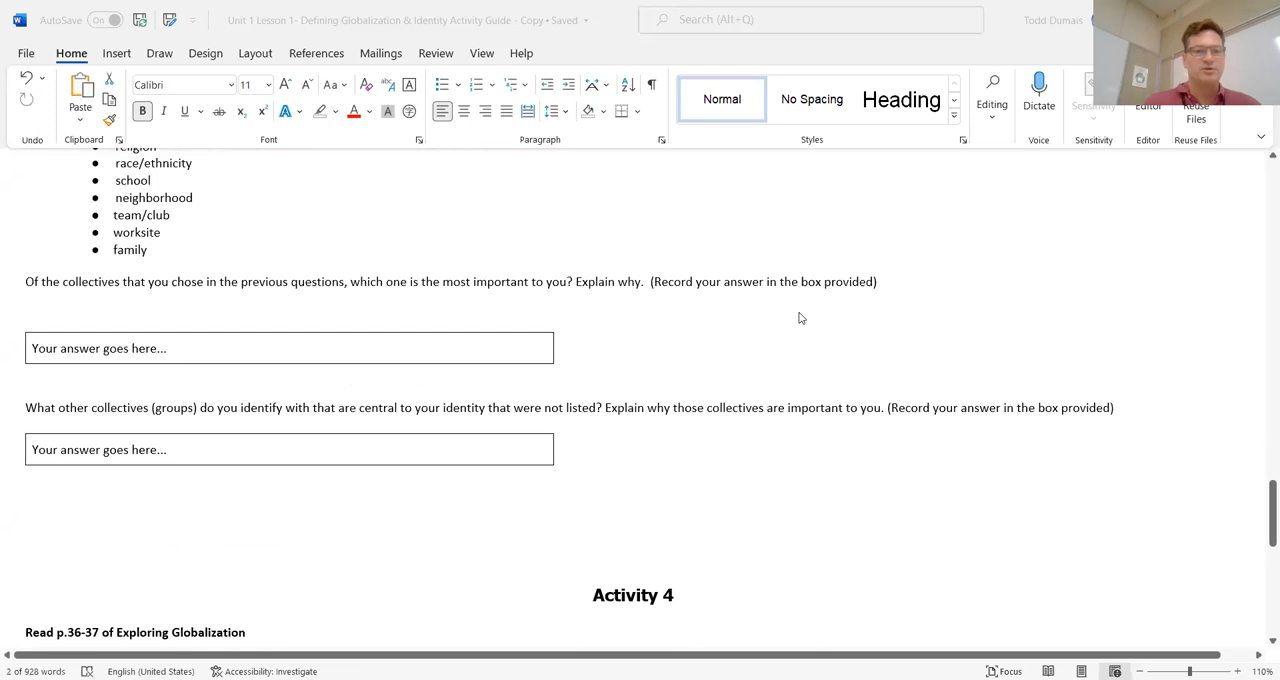 AutoSave On Unit 1 Lesson 1- Defining Globalization & Identity Activity Guide - Copy • Saved Search (Alt+Q) Todd Dumais
File Home Insert Draw Design Layout References Mailings Review View Help
Calibri 11 Aa
Paste
Normal
No Spacing
Heading
Editing
Dictate
Sensitivity
Editor
Reuse Files
Undo Clipboard Font Paragraph Styles Voice Sensitivity Editor Reuse Files
religion
● race/ethnicity
● school
● neighborhood
● team/club
● worksite
● family
Of the collectives that you chose in the previous questions, which one is the most important to you? Explain why. (Record your answer in the box provided)
Your answer goes here...
What other collectives (groups) do you identify with that are central to your identity that were not listed? Explain why those collectives are important to you. (Record your answer in the box provided)
Your answer goes here...
Activity 4
Read p.36-37 of Exploring Globalization
2 of 928 words English (United States) Accessibility: Investigate Focus 110%